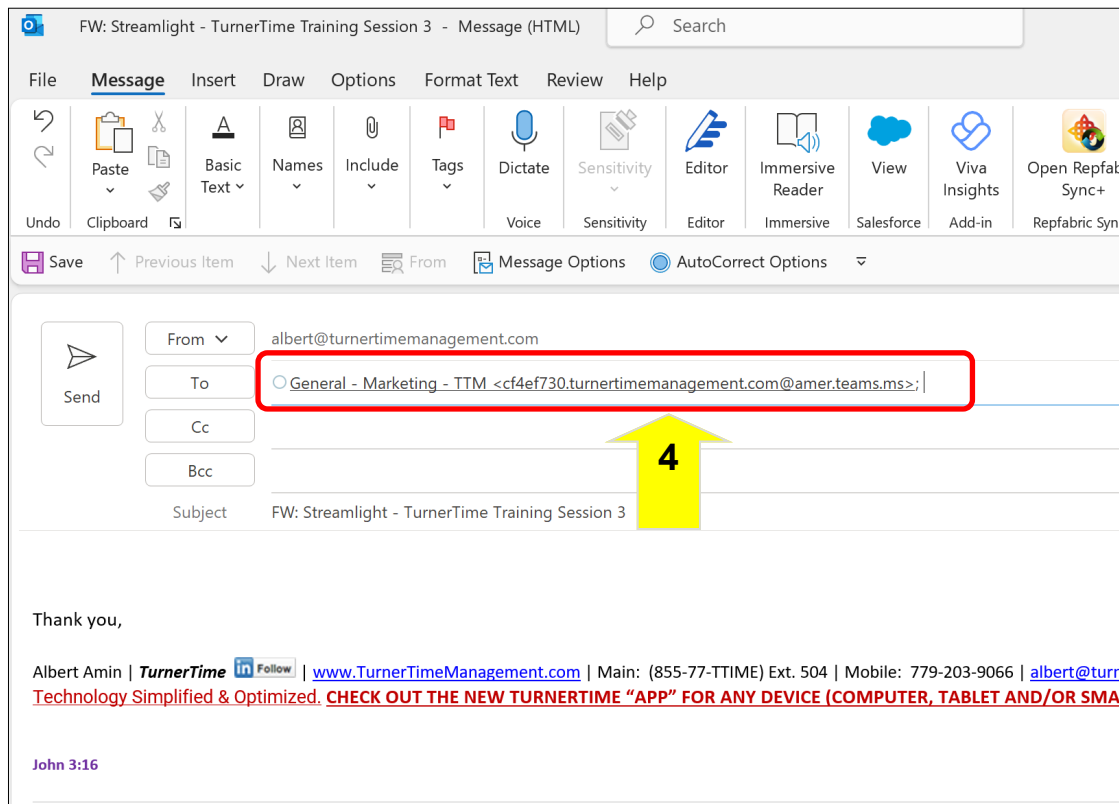 FW: Streamlight - TurnerTime Training Session 3 - Message (HTML)
Search
File Message Insert Draw Options Format Text Review Help
Paste
Basic Text
Names
Include
Tags
Dictate
Sensitivity
Editor
Immersive Reader
View
Viva Insights
Open Repfab
Sync+
Undo Clipboard Voice Sensitivity Editor Immersive Salesforce Add-in Repfabric Syn
Save Previous Item Next Item From Message Options AutoCorrect Options
Send
From albert@turnertimemanagement.com
To General - Marketing - TTM <cf4ef730.turnertimemanagement.com@amer.teams.ms>;
Cc
4
Bcc
Subject FW: Streamlight - TurnerTime Training Session 3
Thank you,
Albert Amin | TurnerTime in Follow | www.TurnerTimeManagement.com | Main: (855-77-TTIME) Ext. 504 | Mobile: 779-203-9066 | albert@turn
Technology Simplified & Optimized. CHECK OUT THE NEW TURNERTIME “APP” FOR ANY DEVICE (COMPUTER, TABLET AND/OR SMA
John 3:16